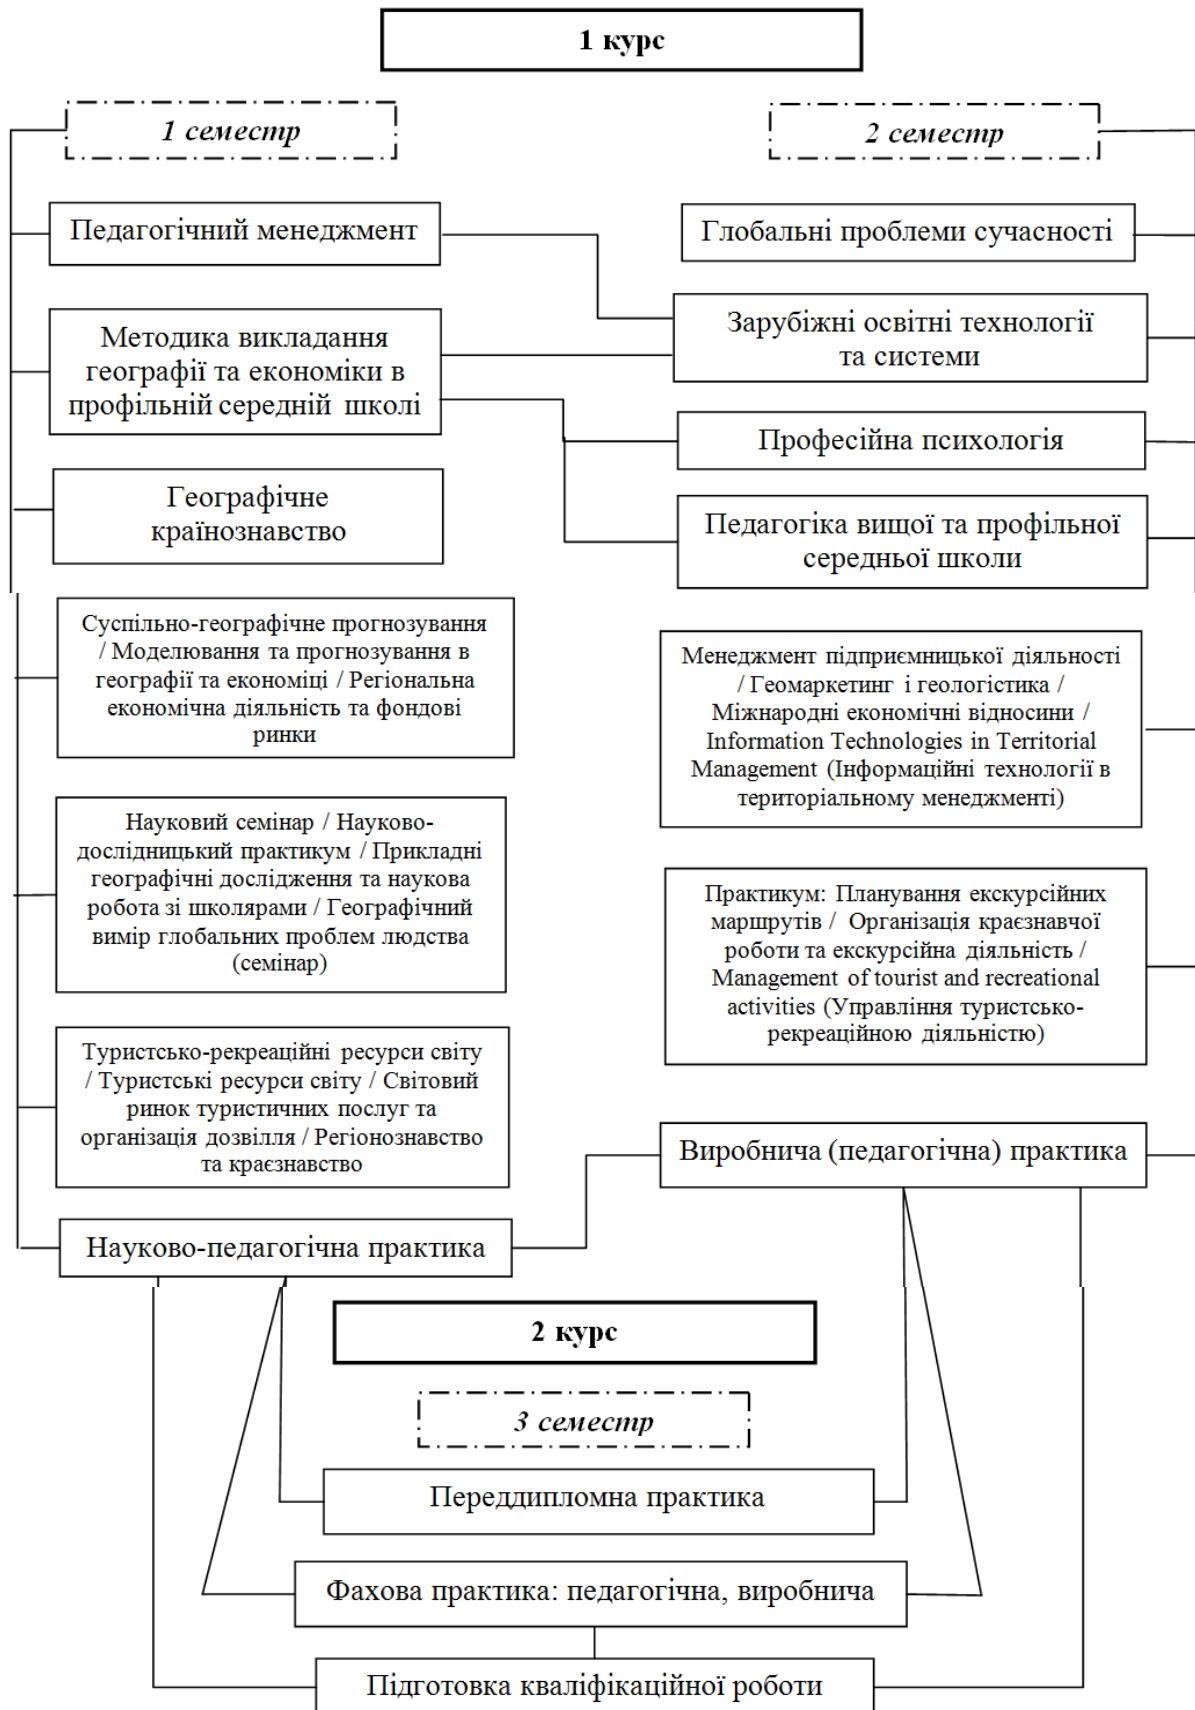 1 курс
1 семестр
Педагогічний менеджмент
Методика викладання
географії та економіки в
профільній середній школі
Географічне
країнознавство
Суспільно-географічне прогнозування
/ Моделювання та прогнозування в
географії та економіці / Регіональна
економічна діяльність та фондові
ринки
Науковий семінар / Науково-
дослідницький практикум / Прикладні
географічні дослідження та наукова
робота зі школярами / Географічний
вимір глобальних проблем людства
(семінар)
Туристсько-рекреаційні ресурси світу
/ Туристські ресурси світу / Світовий
ринок туристичних послуг та
організація дозвілля / Регіонознавство
та краєзнавство
Науково-педагогічна практика
2 семестр
Глобальні проблеми сучасності
Зарубіжні освітні технології
та системи
Професійна психологія
Педагогіка вищої та профільної
середньої школи
Менеджмент підприємницької діяльності
/ Геомаркетинг і геологістика /
Міжнародні економічні відносини /
Information Technologies in Territorial
Management (Інформаційні технології в
територіальному менеджменті)
Практикум: Планування екскурсійних
маршрутів / Організація краєзнавчої
роботи та екскурсійна діяльність /
Management of tourist and recreational
activities (Управління туристсько-
рекреаційною діяльністю)
Виробнича (педагогічна) практика
2 курс
3 семестр
Переддипломна практика
Фахова практика: педагогічна, виробнича
Підготовка кваліфікаційної роботи